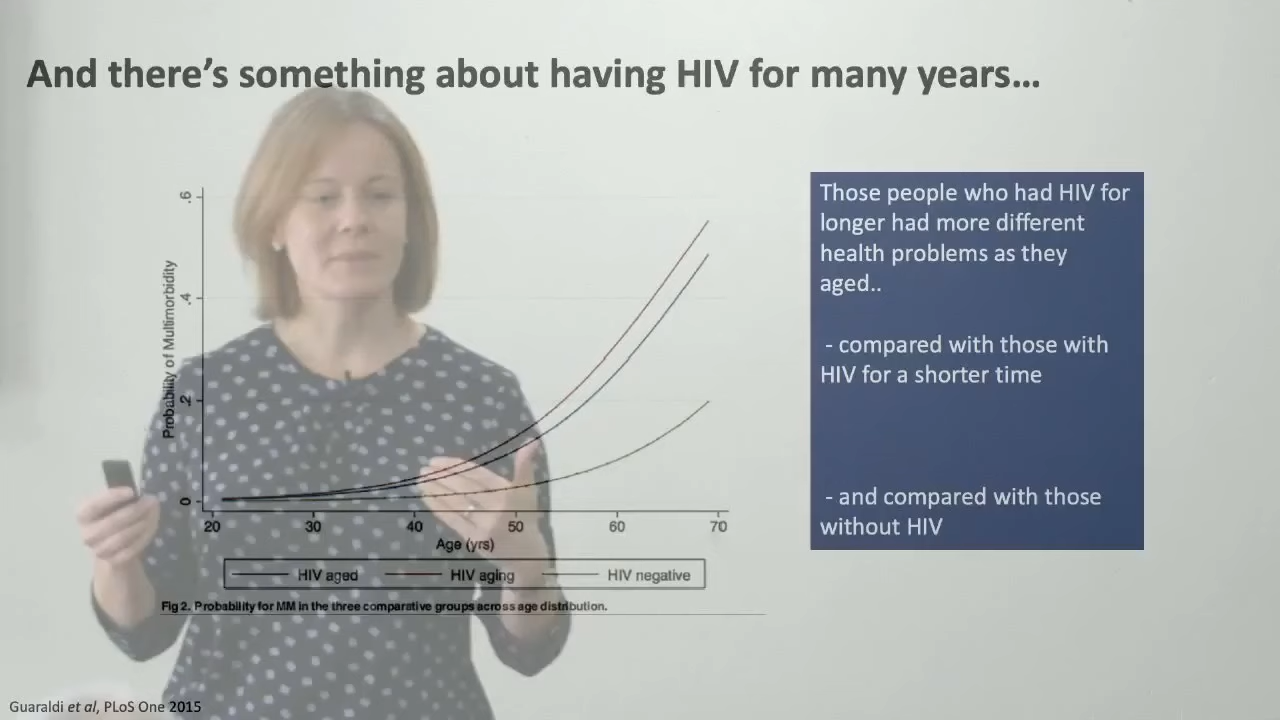 And there's something about having HIV for many years...
Those people who had HIV for
longer had more different
health problems as they
aged..
- compared with those with
HIV for a shorter time
- and compared with those
without HIV
Probability of Multimorbidity
.6
.4
.2
0
20 30 40 50 60 70
Age (yrs)
HIV aged HIV aging HIV negative
Fig 2. Probability for MM in the three comparative groups across age distribution.
Guaraldi et al, PLoS One 2015